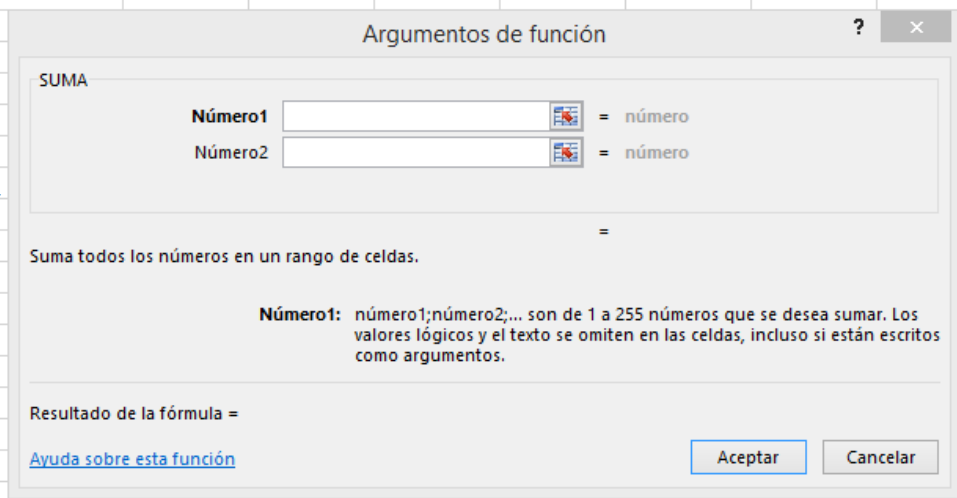 Argumentos de función
?
SUMA
Número1 = número
Número2 = número
=
Suma todos los números en un rango de celdas.
Número1: número1;número2;... son de 1 a 255 números que se desea sumar. Los
valores lógicos y el texto se omiten en las celdas, incluso si están escritos
como argumentos.
Resultado de la fórmula =
Ayuda sobre esta función
Aceptar Cancelar